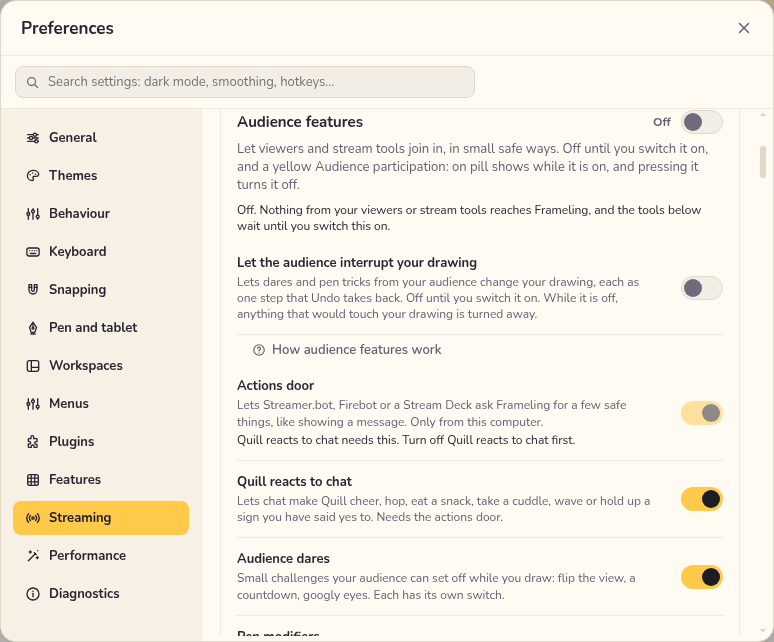 Preferences
Search settings: dark mode, smoothing, hotkeys...
General
Themes
Behaviour
Keyboard
Snapping
Pen and tablet
Workspaces
Menus
Plugins
Features
Streaming
Performance
Diagnostics
Audience features
Off
Let viewers and stream tools join in, in small safe ways. Off until you switch it on,
and a yellow Audience participation: on pill shows while it is on, and pressing it
turns it off.
Off. Nothing from your viewers or stream tools reaches Frameling, and the tools below
wait until you switch this on.
Let the audience interrupt your drawing
Lets dares and pen tricks from your audience change your drawing, each as
one step that Undo takes back. Off until you switch it on. While it is off,
anything that would touch your drawing is turned away.
How audience features work
Actions door
Lets Streamer.bot, Firebot or a Stream Deck ask Frameling for a few safe
things, like showing a message. Only from this computer.
Quill reacts to chat needs this. Turn off Quill reacts to chat first.
Quill reacts to chat
Lets chat make Quill cheer, hop, eat a snack, take a cuddle, wave or hold up a
sign you have said yes to. Needs the actions door.
Audience dares
Small challenges your audience can set off while you draw: flip the view, a
countdown, googly eyes. Each has its own switch.
Pen modifiers